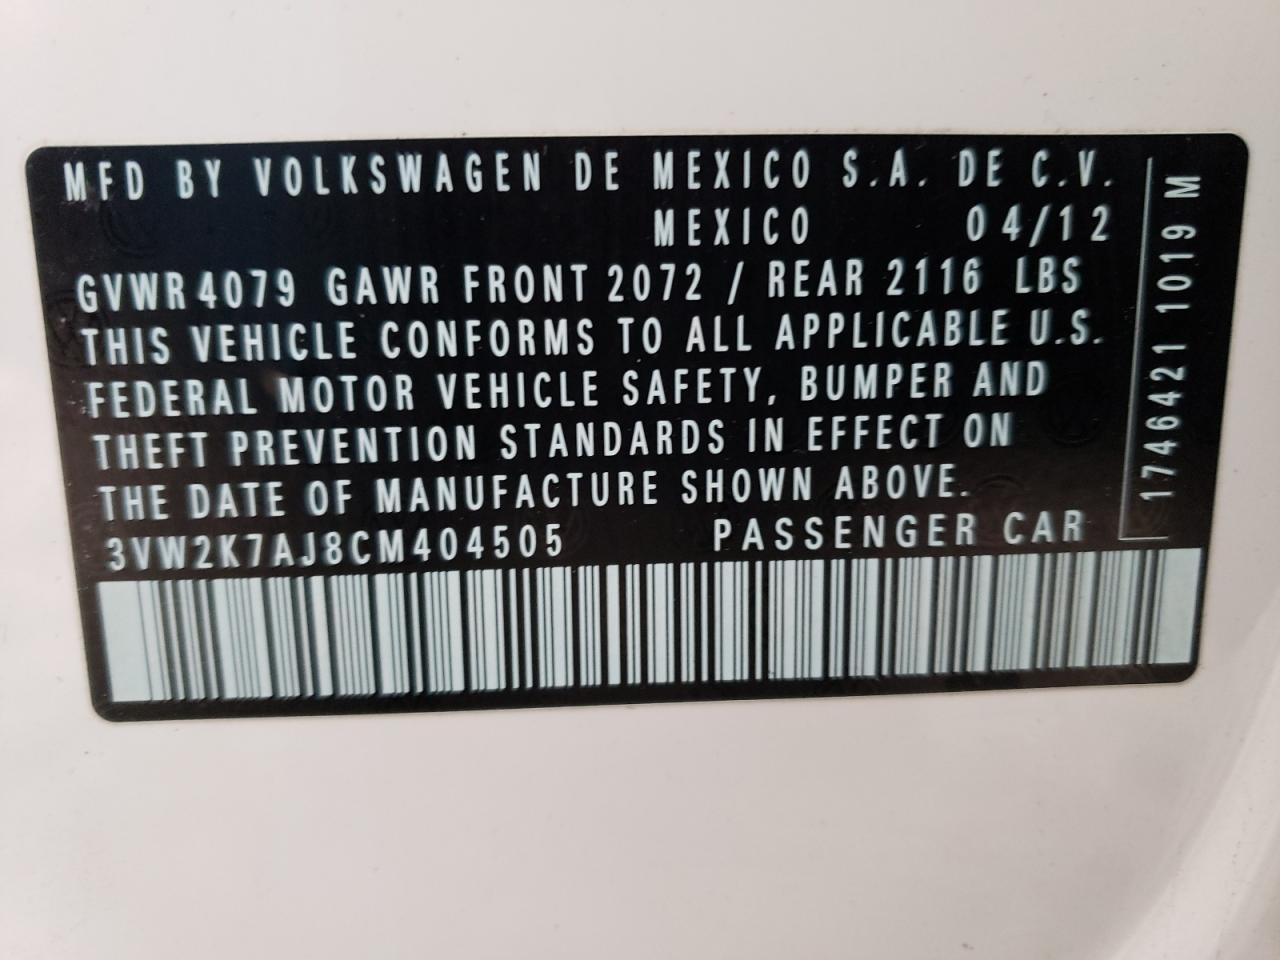 MFD BY VOLKSWAGEN DE MEXICO S.A. DE C.V.
MEXICO 04/12
GVWR 4079 GAWR FRONT 2072 / REAR 2116 LBS
THIS VEHICLE CONFORMS TO ALL APPLICABLE U.S.
FEDERAL MOTOR VEHICLE SAFETY, BUMPER AND
THEFT PREVENTION STANDARDS IN EFFECT ON
THE DATE OF MANUFACTURE SHOWN ABOVE.
3VW2K7AJ8CM404505 PASSENGER CAR
1746421 1019 M